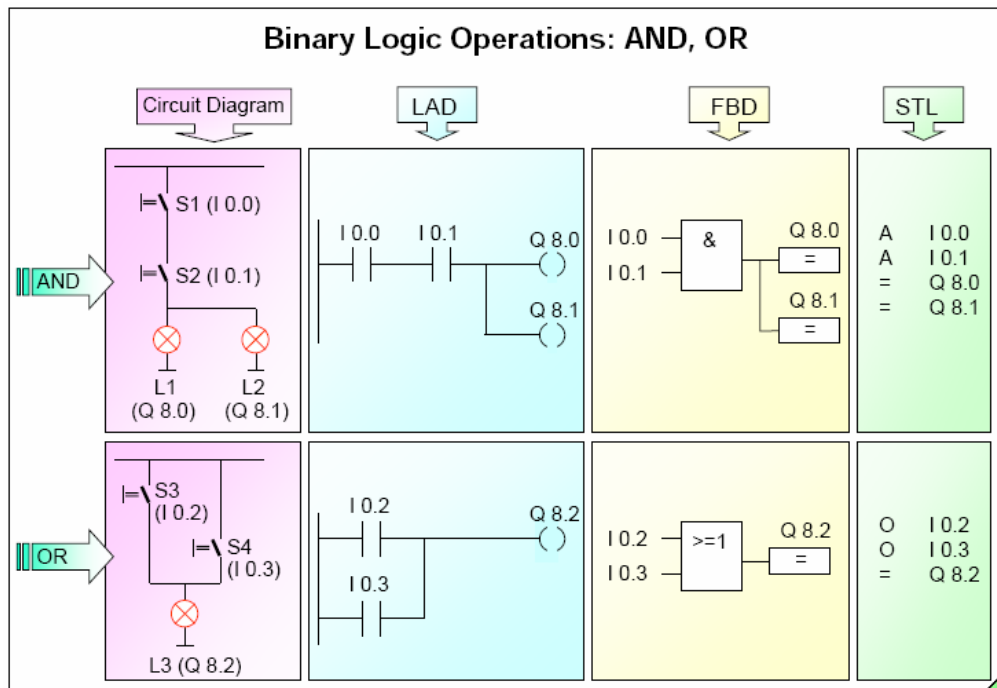 Binary Logic Operations: AND, OR
Circuit Diagram
LAD
FBD
STL
AND
S1 (I 0.0)
S2 (I 0.1)
L1
(Q 8.0)
L2
(Q 8.1)
I 0.0
I 0.1
Q 8.0
( )
Q 8.1
( )
I 0.0
I 0.1
&
Q 8.0
=
Q 8.1
=
A I 0.0
A I 0.1
= Q 8.0
= Q 8.1
OR
S3
(I 0.2)
S4
(I 0.3)
L3 (Q 8.2)
I 0.2
I 0.3
Q 8.2
( )
I 0.2
I 0.3
>=1
Q 8.2
=
O I 0.2
O I 0.3
= Q 8.2